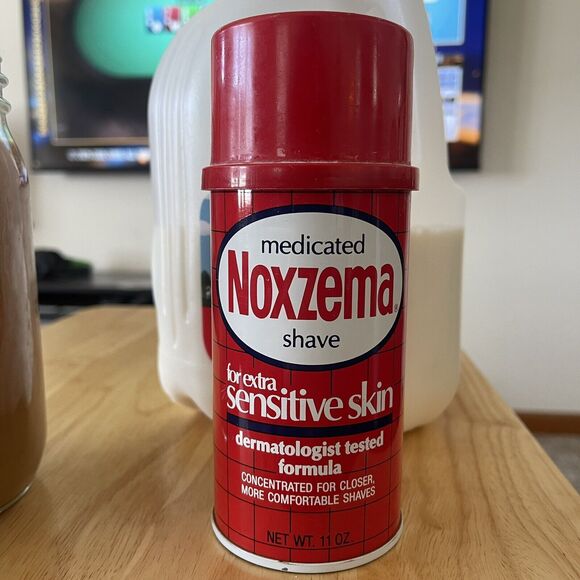 medicated
Noxzema®
shave
for extra
sensitive skin
dermatologist tested
formula
CONCENTRATED FOR CLOSER,
MORE COMFORTABLE SHAVES
NET WT. 11 OZ.